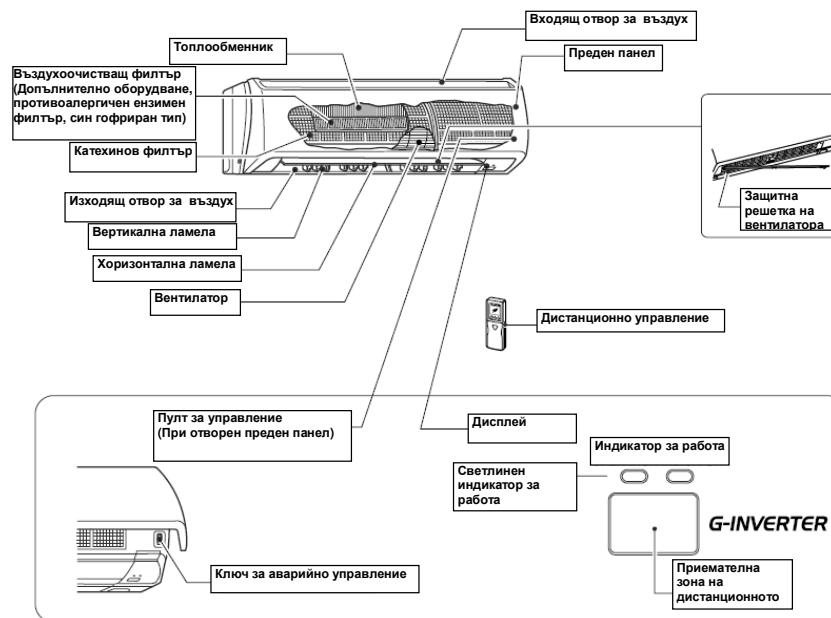 Входящ отвор за въздух
Топлообменник
Преден панел
Въздухоочистващ филтър
(Допълнително оборудване,
противоалергичен ензимен
филтър, син гофриран тип)
Катехинов филтър
Защитна
решетка на
вентилатора
Изходящ отвор за въздух
Вертикална ламела
Хоризонтална ламела
Вентилатор
Дистанционно управление
Пулт за управление
(При отворен преден панел)
Дисплей
Индикатор за работа
Светлинен
индикатор за
работа
G-INVERTER
Ключ за аварийно управление
Приемателна
зона на
дистанционното